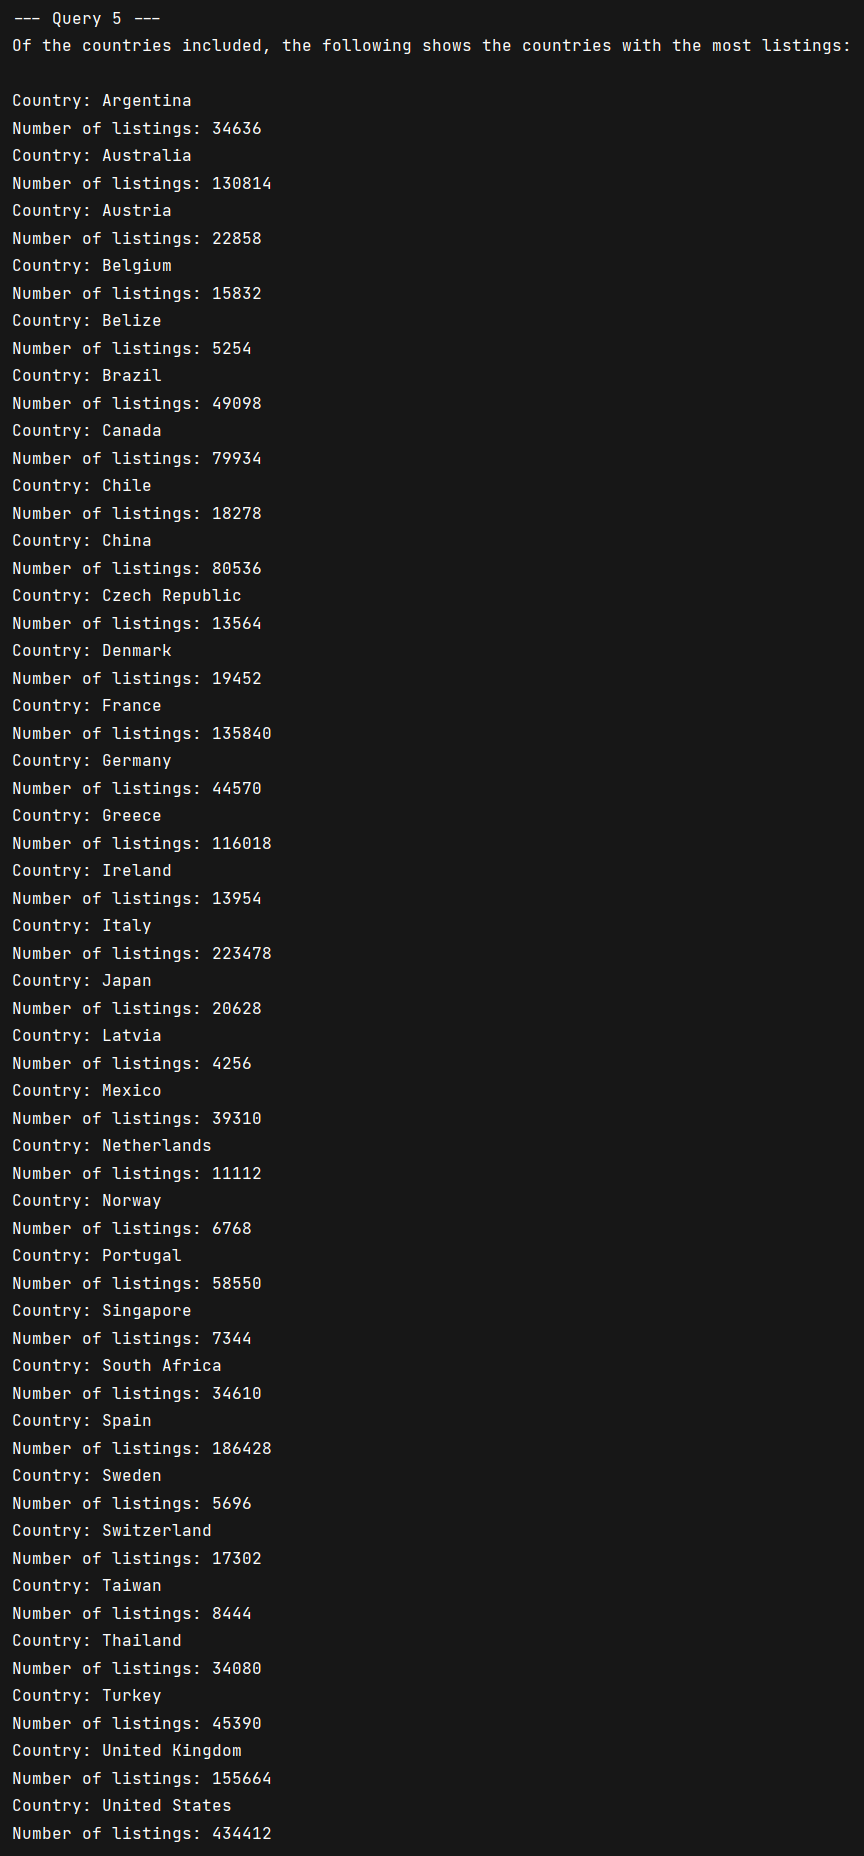 --- Query 5 ---
Of the countries included, the following shows the countries with the most listings:
Country: Argentina
Number of listings: 34636
Country: Australia
Number of listings: 130814
Country: Austria
Number of listings: 22858
Country: Belgium
Number of listings: 15832
Country: Belize
Number of listings: 5254
Country: Brazil
Number of listings: 49098
Country: Canada
Number of listings: 79934
Country: Chile
Number of listings: 18278
Country: China
Number of listings: 80536
Country: Czech Republic
Number of listings: 13564
Country: Denmark
Number of listings: 19452
Country: France
Number of listings: 135840
Country: Germany
Number of listings: 44570
Country: Greece
Number of listings: 116018
Country: Ireland
Number of listings: 13954
Country: Italy
Number of listings: 223478
Country: Japan
Number of listings: 20628
Country: Latvia
Number of listings: 4256
Country: Mexico
Number of listings: 39310
Country: Netherlands
Number of listings: 11112
Country: Norway
Number of listings: 6768
Country: Portugal
Number of listings: 58550
Country: Singapore
Number of listings: 7344
Country: South Africa
Number of listings: 34610
Country: Spain
Number of listings: 186428
Country: Sweden
Number of listings: 5696
Country: Switzerland
Number of listings: 17302
Country: Taiwan
Number of listings: 8444
Country: Thailand
Number of listings: 34080
Country: Turkey
Number of listings: 45390
Country: United Kingdom
Number of listings: 155664
Country: United States
Number of listings: 434412